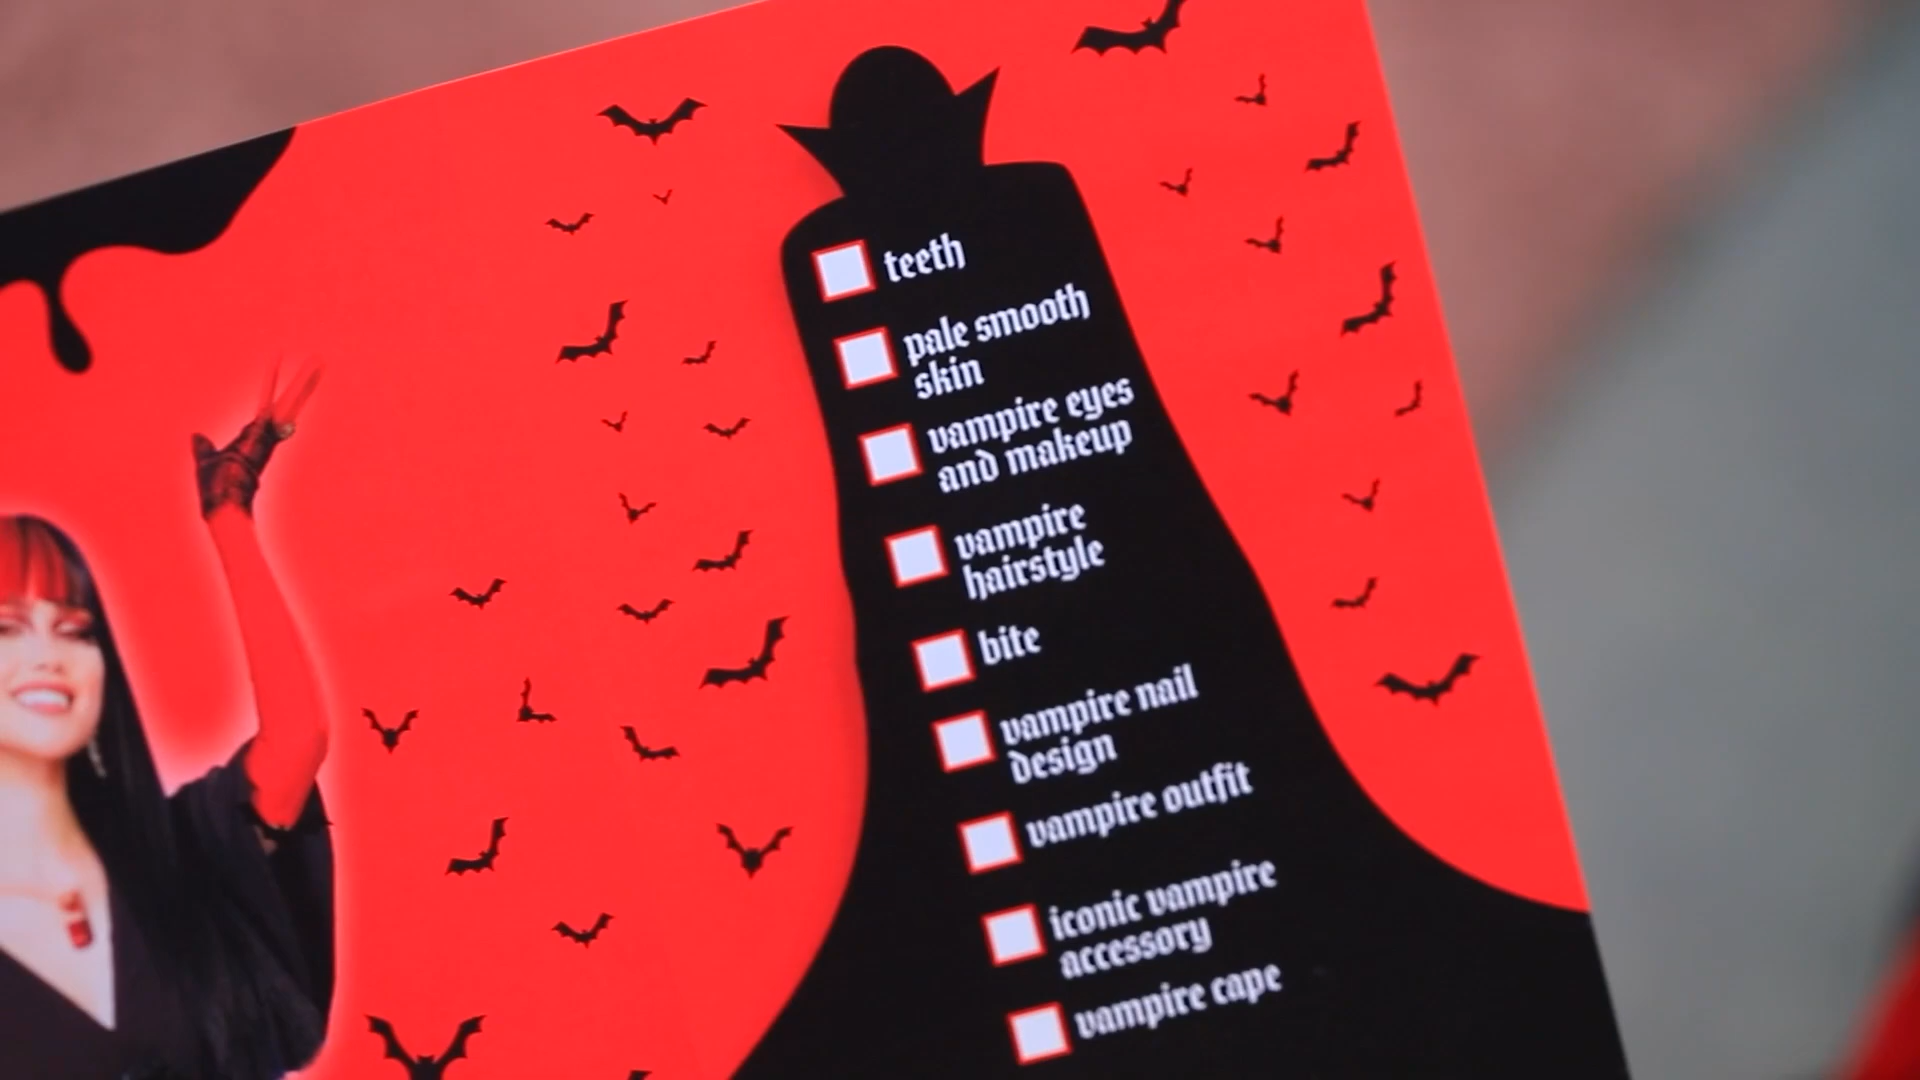 teeth
pale smooth
skin
vampire eyes
and makeup
vampire
hairstyle
bite
vampire nail
design
vampire outfit
iconic vampire
accessory
vampire cape